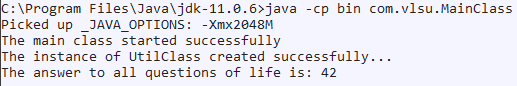 C:\Program Files\Java\jdk-11.0.6>java -cp bin com.vlsu.MainClass
Picked up _JAVA_OPTIONS: -Xmx2048M
The main class started successfully
The instance of UtilClass created successfully...
The answer to all questions of life is: 42